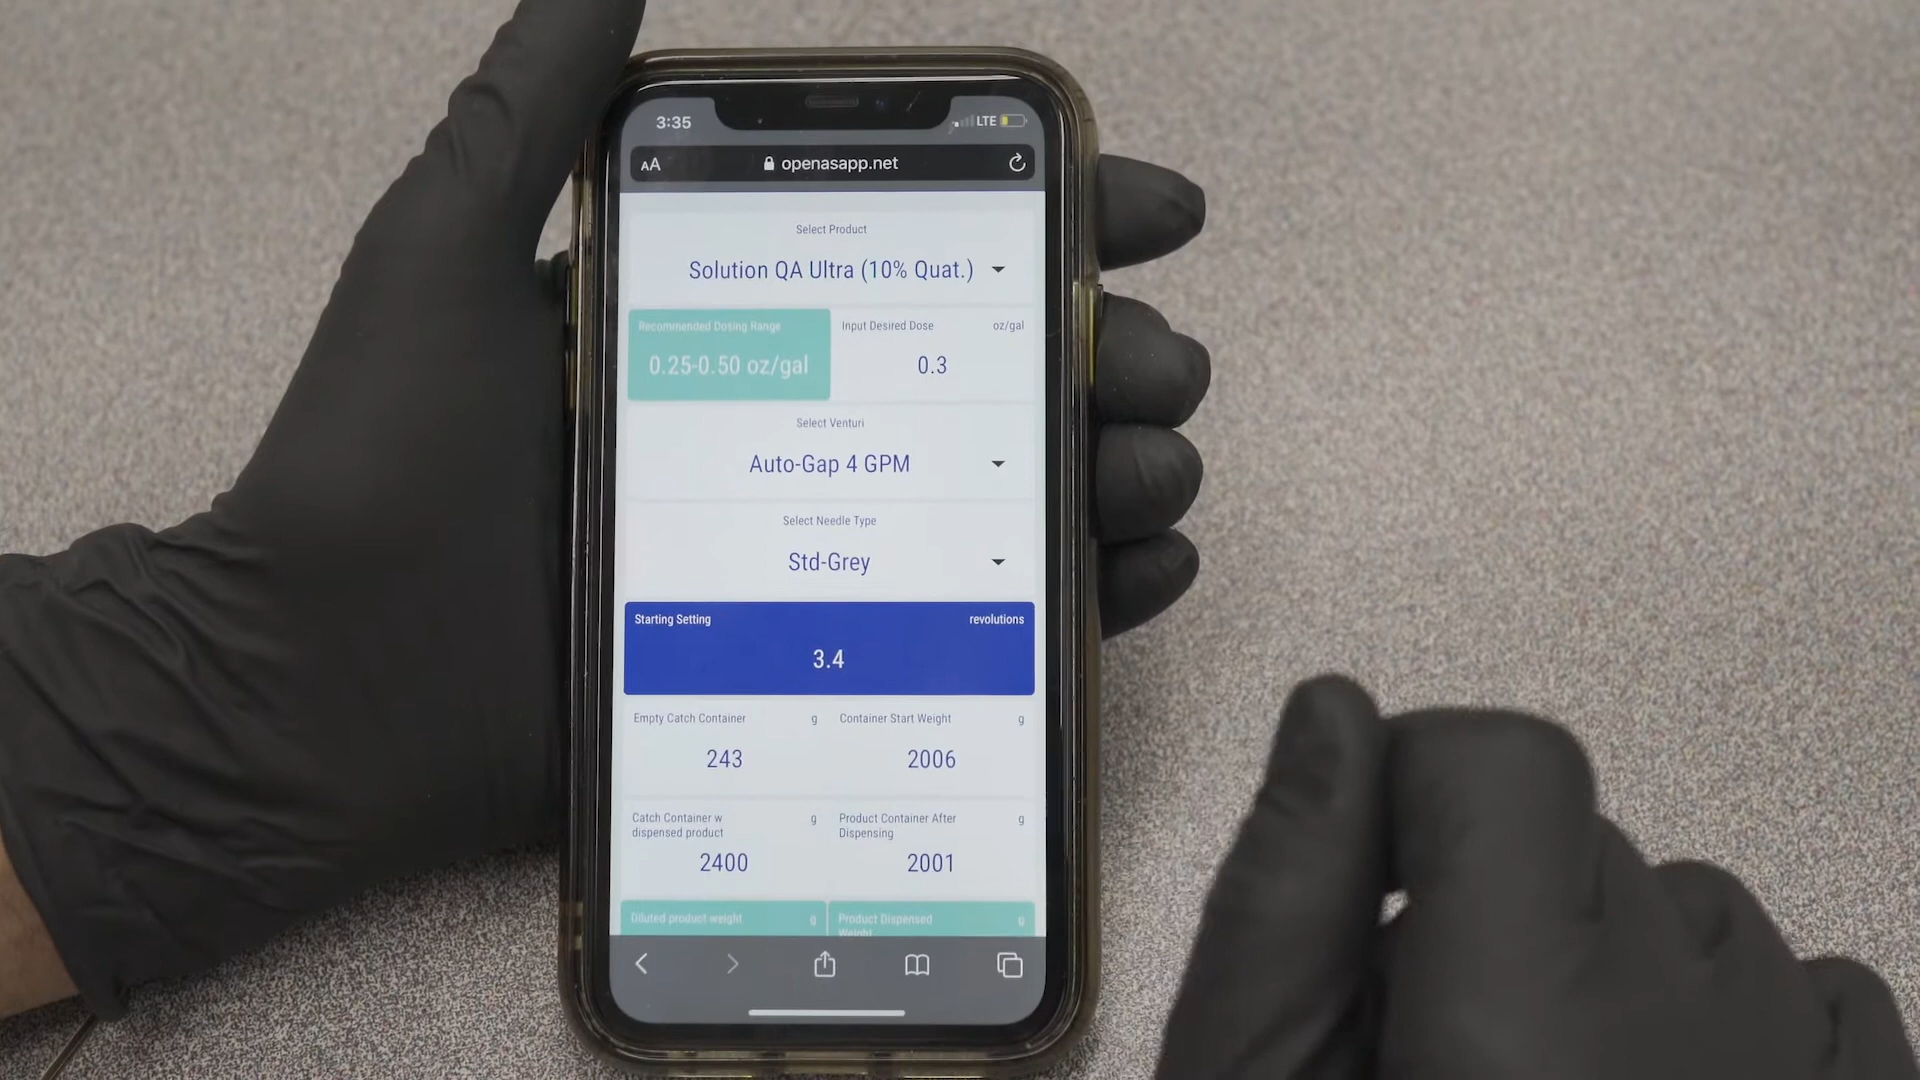 3:35
LTE
AA
openasapp.net
Select Product
Solution QA Ultra (10% Quat.)
Recommended Dosing Range
0.25-0.50 oz/gal
Input Desired Dose
oz/gal
0.3
Select Venturi
Auto-Gap 4 GPM
Select Needle Type
Std-Grey
Starting Setting
revolutions
3.4
Empty Catch Container
g
243
Container Start Weight
g
2006
Catch Container w
dispensed product
g
2400
Product Container After
Dispensing
g
2001
Diluted product weight
g
Product Dispensed
Weight
g